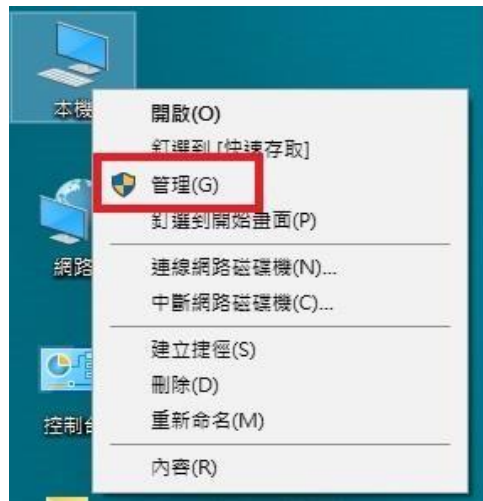 本機
開啟(O)
釘選到 [快速存取]
管理(G)
釘選到開始畫面(P)
網路
連線網路磁碟機(N)...
中斷網路磁碟機(C)...
建立捷徑(S)
刪除(D)
控制台
重新命名(M)
內容(R)